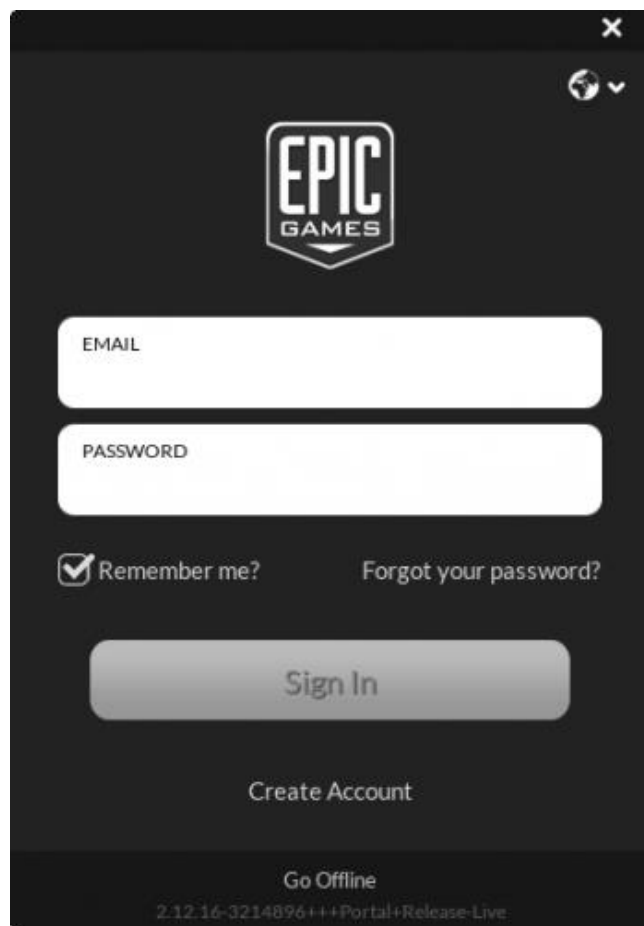 EPIC
GAMES
EMAIL
PASSWORD
Remember me? Forgot your password?
Sign In
Create Account
Go Offline
2.12.16-3214896+++Portal+Release-Live